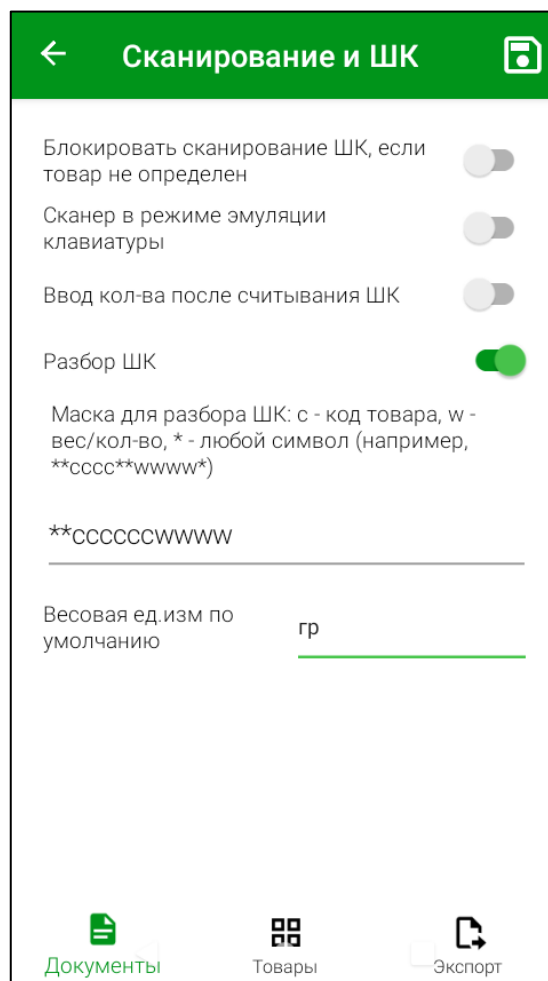 Сканирование и ШК
Блокировать сканирование ШК, если
товар не определен
Сканер в режиме эмуляции
клавиатуры
Ввод кол-ва после считывания ШК
Разбор ШК
Маска для разбора ШК: с - код товара, w -
вес/кол-во, * - любой символ (например,
**сссс**wwww*)
**ccccccwwww
Весовая ед.изм по
умолчанию
гр
Документы
Товары
Экспорт